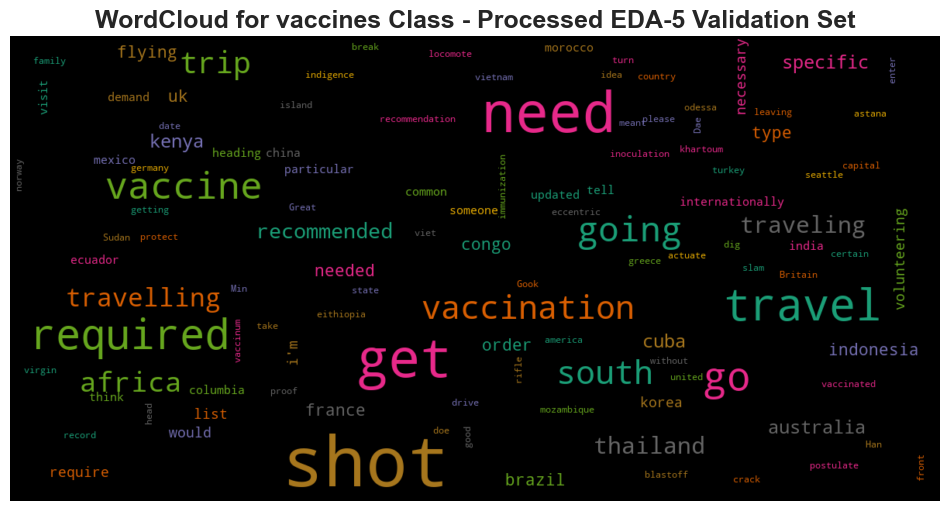 WordCloud for vaccines Class - Processed EDA-5 Validation Set
family
flying
trip
break
locomote
morocco
turn
specific
enter
visit
demand
uk
indigence
vietnam
idea
country
necessary
island
recommendation
need
odessa
leaving
astana
date
kenya
meant
please
Dae
type
norway
mexico
germany
heading
china
particular
inoculation
khartoum
turkey
seattle
capital
vaccine
immunization
common
updated
tell
internationally
getting
Great
someone
eccentric
traveling
volunteering
Sudan
protect
recommended
viet
congo
going
dig
india
certain
ecuador
needed
greece
actuate
slam
Britain
travelling
Min
state
Gook
required
vaccinum
take
eithiopia
vaccination
travel
i'm
order
america
cuba
indonesia
virgin
africa
think
columbia
proof
get
rifle
south
without
united
go
vaccinated
head
list
france
drive
mozambique
korea
record
would
doe
good
thailand
australia
Han
require
shot
brazil
blastoff
crack
postulate
front